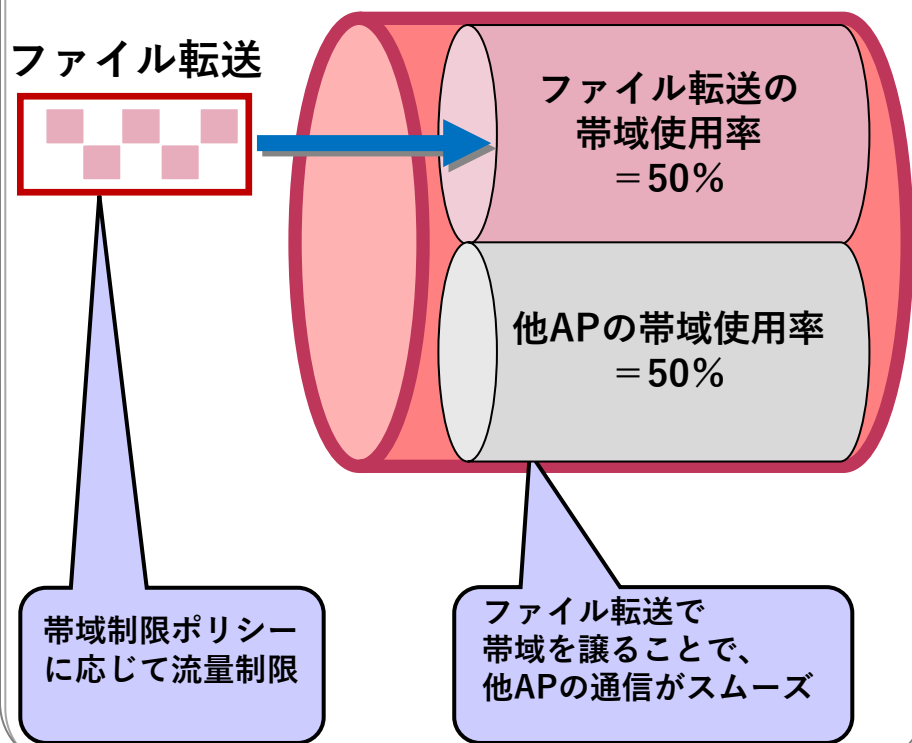 ファイル転送
ファイル転送の
帯域使用率
＝50%
他APの帯域使用率
＝50%
帯域制限ポリシー
に応じて流量制限
ファイル転送で
帯域を譲ることで、
他APの通信がスムーズ